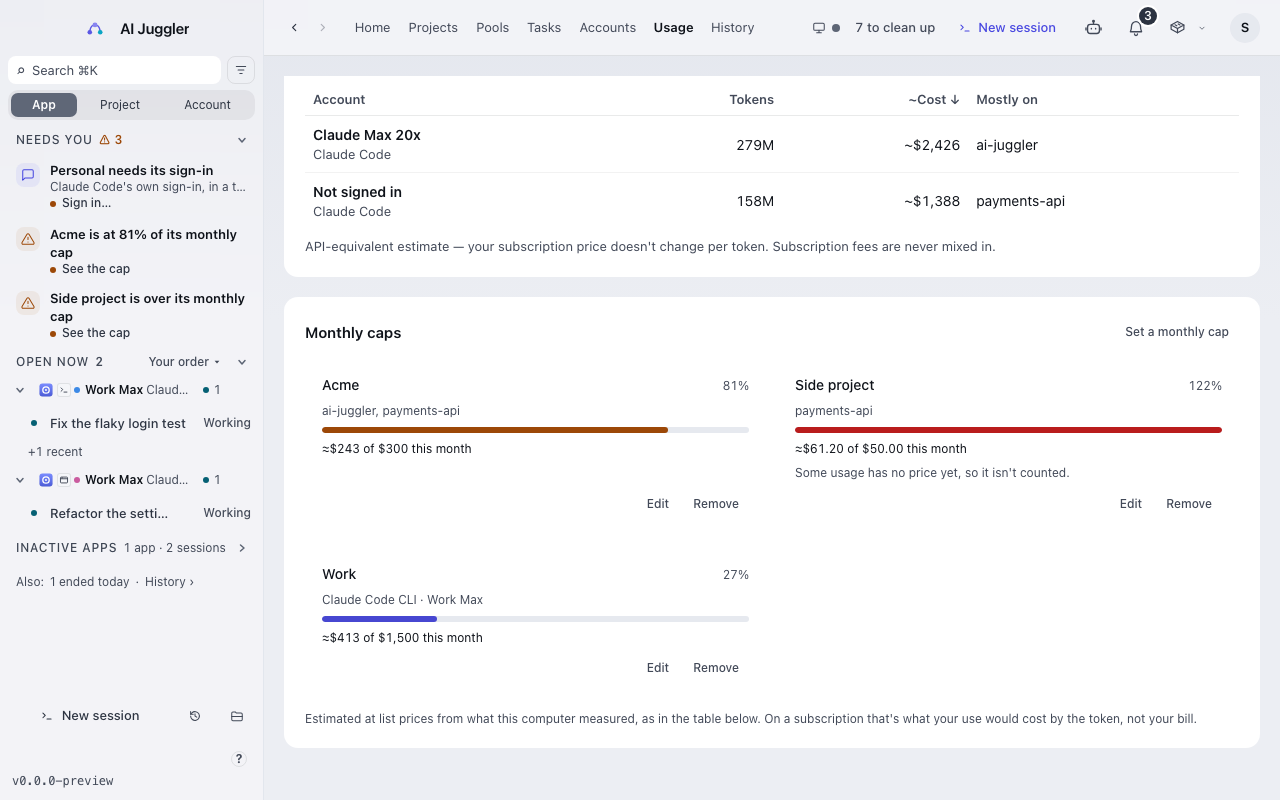 AI Juggler
Search ⌘K
App Project Account
NEEDS YOU 3
Personal needs its sign-in
Claude Code's own sign-in, in a t...
Sign in...
Acme is at 81% of its monthly
cap
See the cap
Side project is over its monthly
cap
See the cap
OPEN NOW 2 Your order
Work Max Claud... 1
Fix the flaky login test Working
+1 recent
Work Max Claud... 1
Refactor the setti... Working
INACTIVE APPS 1 app · 2 sessions
Also: 1 ended today · History ›
New session
?
v0.0.0-preview
Home Projects Pools Tasks Accounts Usage History 7 to clean up New session 3 S
Account Tokens ~Cost ↓ Mostly on
Claude Max 20x 279M ~$2,426 ai-juggler
Claude Code
Not signed in 158M ~$1,388 payments-api
Claude Code
API-equivalent estimate — your subscription price doesn't change per token. Subscription fees are never mixed in.
Monthly caps Set a monthly cap
Acme 81%
ai-juggler, payments-api
≈$243 of $300 this month
Edit Remove
Side project 122%
payments-api
≈$61.20 of $50.00 this month
Some usage has no price yet, so it isn't counted.
Edit Remove
Work 27%
Claude Code CLI · Work Max
≈$413 of $1,500 this month
Edit Remove
Estimated at list prices from what this computer measured, as in the table below. On a subscription that's what your use would cost by the token, not your bill.